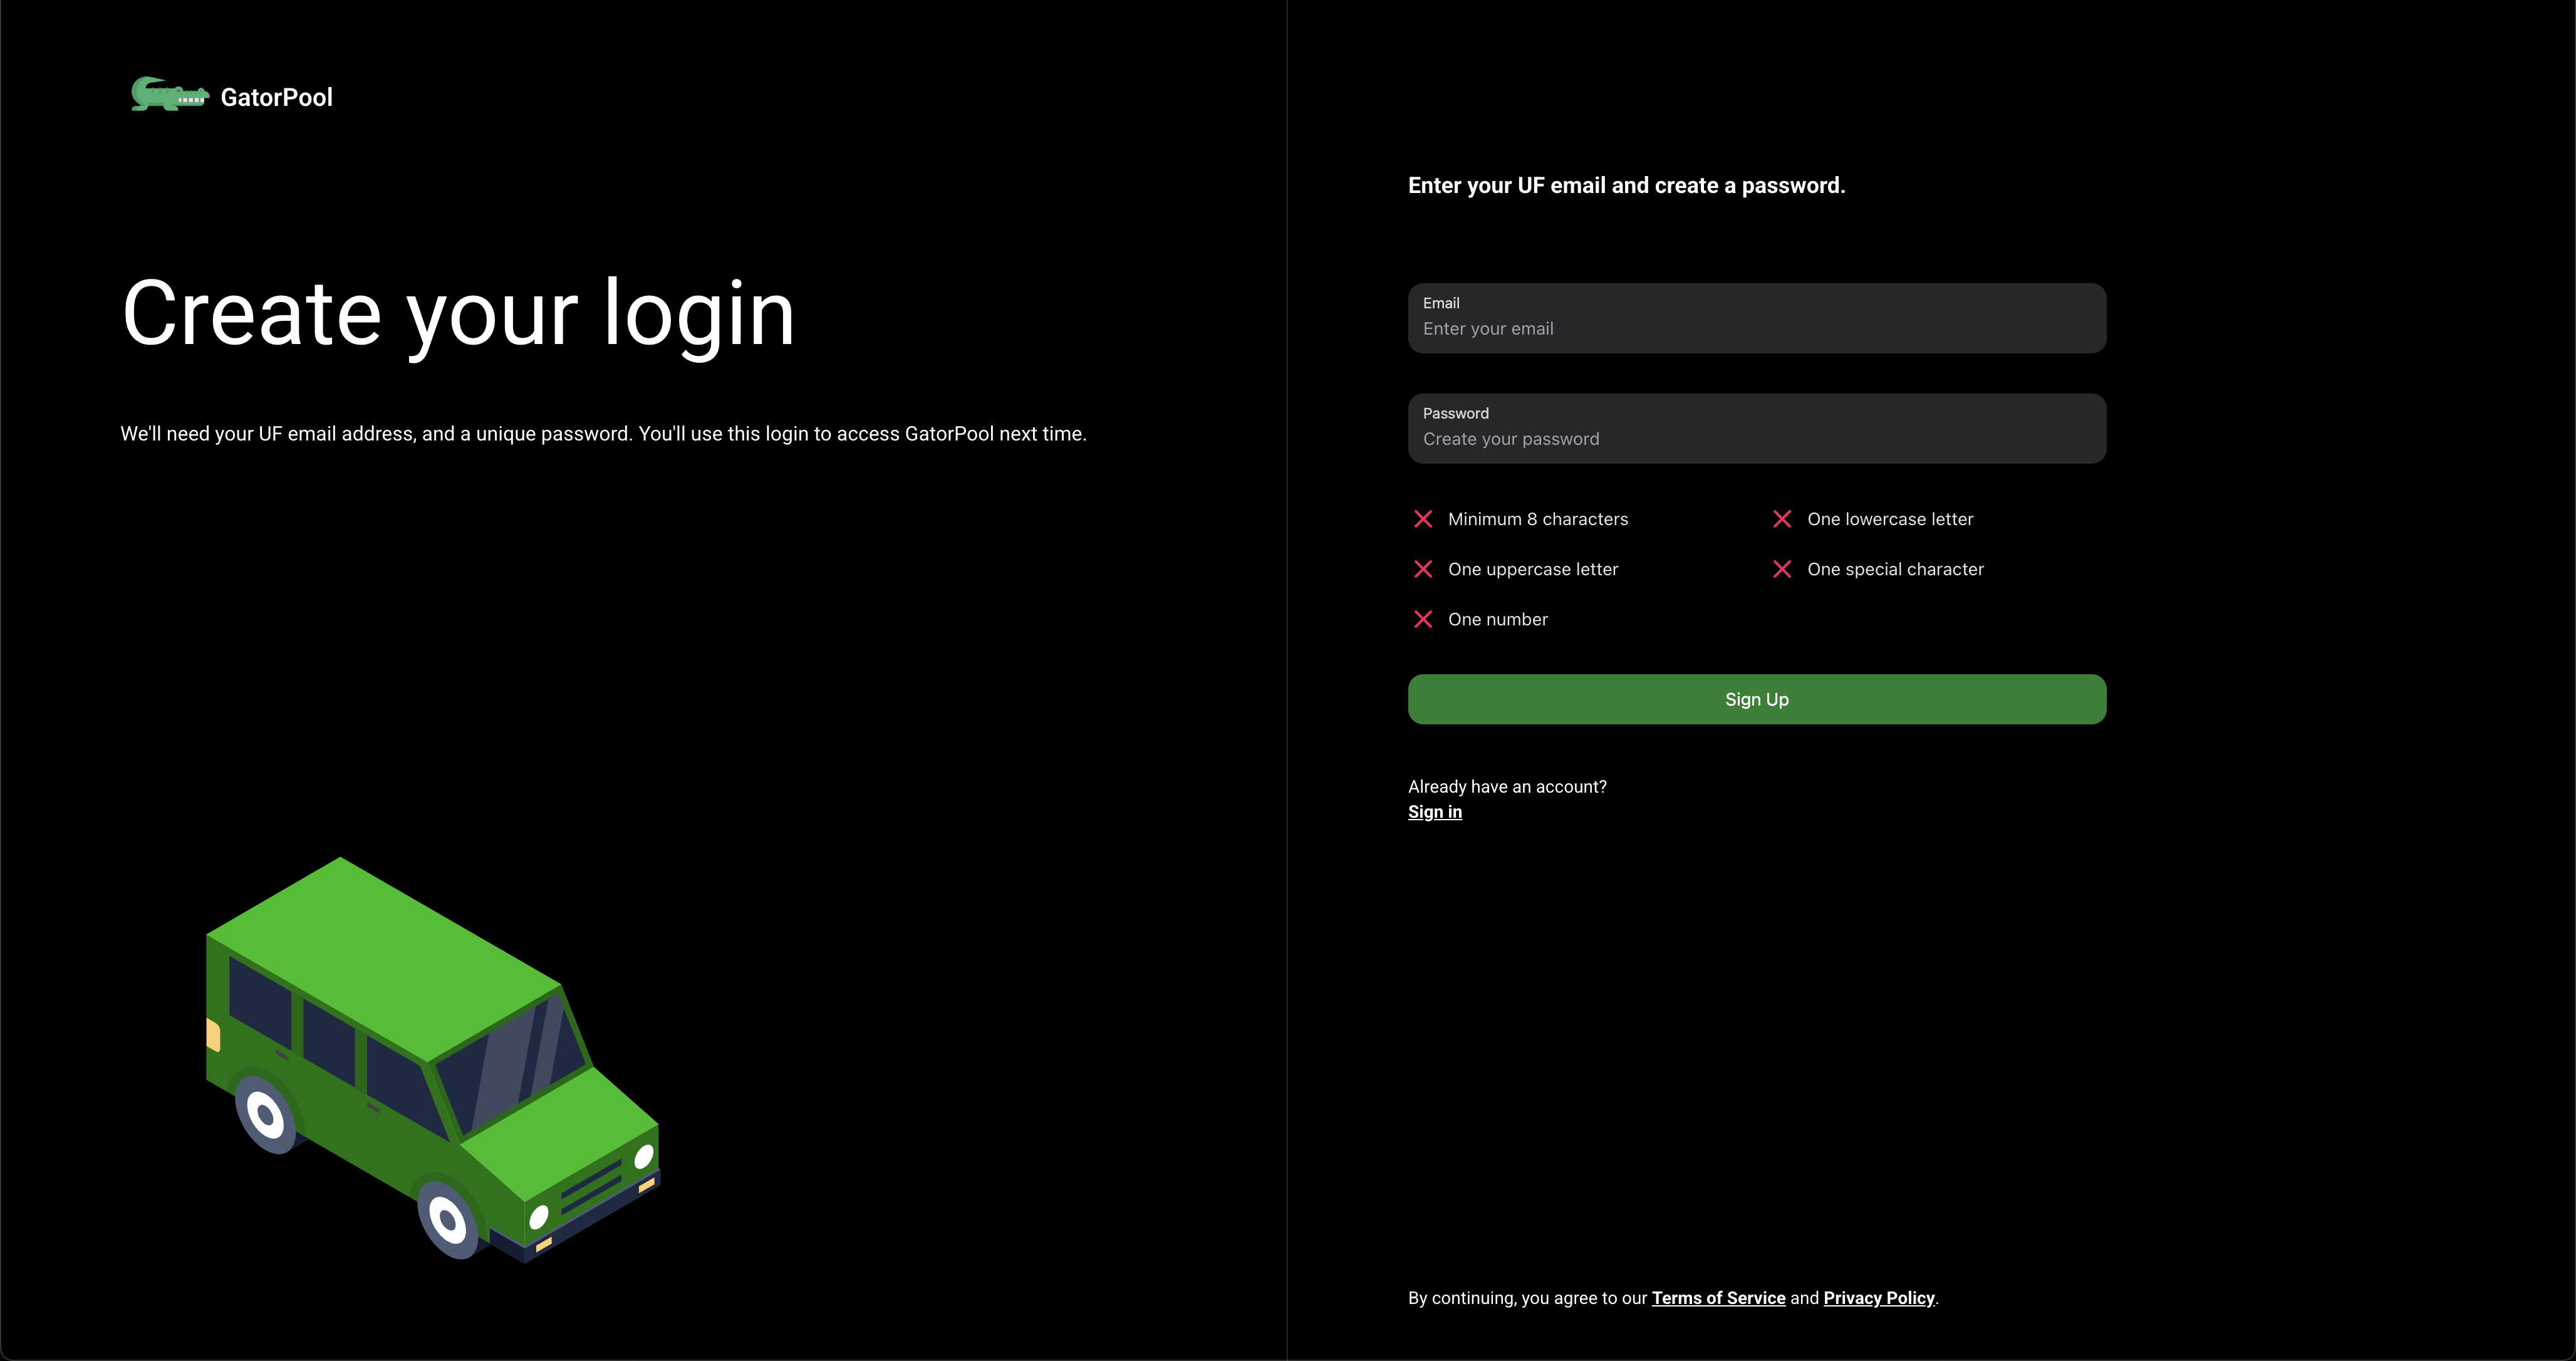 GatorPool
Create your login
We'll need your UF email address, and a unique password. You'll use this login to access GatorPool next time.
Enter your UF email and create a password.
Email
Enter your email
Password
Create your password
Minimum 8 characters
One lowercase letter
One uppercase letter
One special character
One number
Sign Up
Already have an account?
Sign in
By continuing, you agree to our Terms of Service and Privacy Policy.